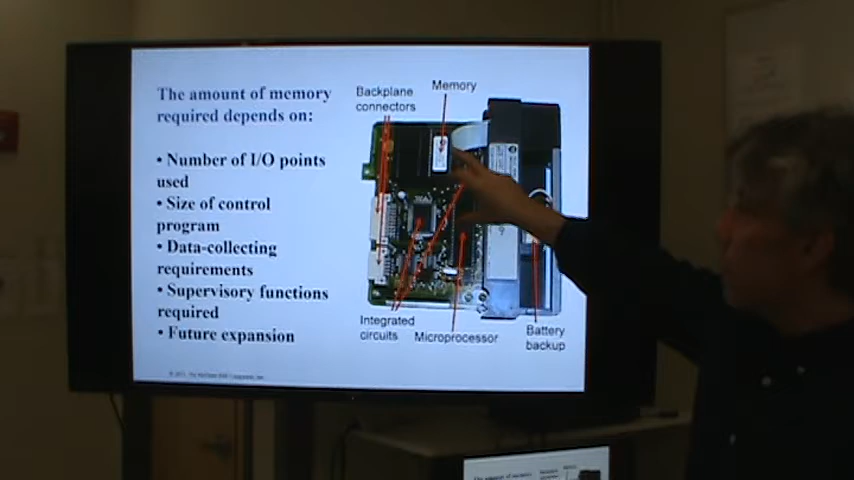 The amount of memory
required depends on:
• Number of I/O points
used
• Size of control
program
• Data-collecting
requirements
• Supervisory functions
required
• Future expansion
Backplane
connectors
Memory
Integrated
circuits
Microprocessor
Battery
backup